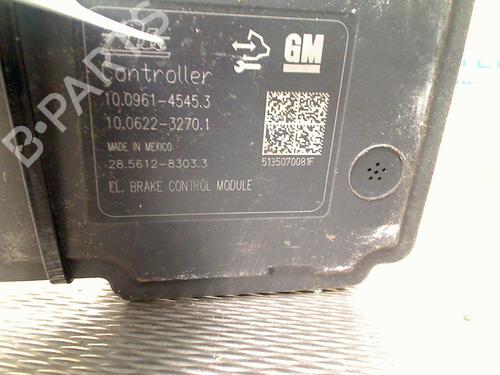 GM
Controller
10.0961-4545.3
10.0622-3270.1
MADE IN MEXICO
28.5612-8303.3
5135070081F
EL. BRAKE CONTROL MODULE
B-PARTS